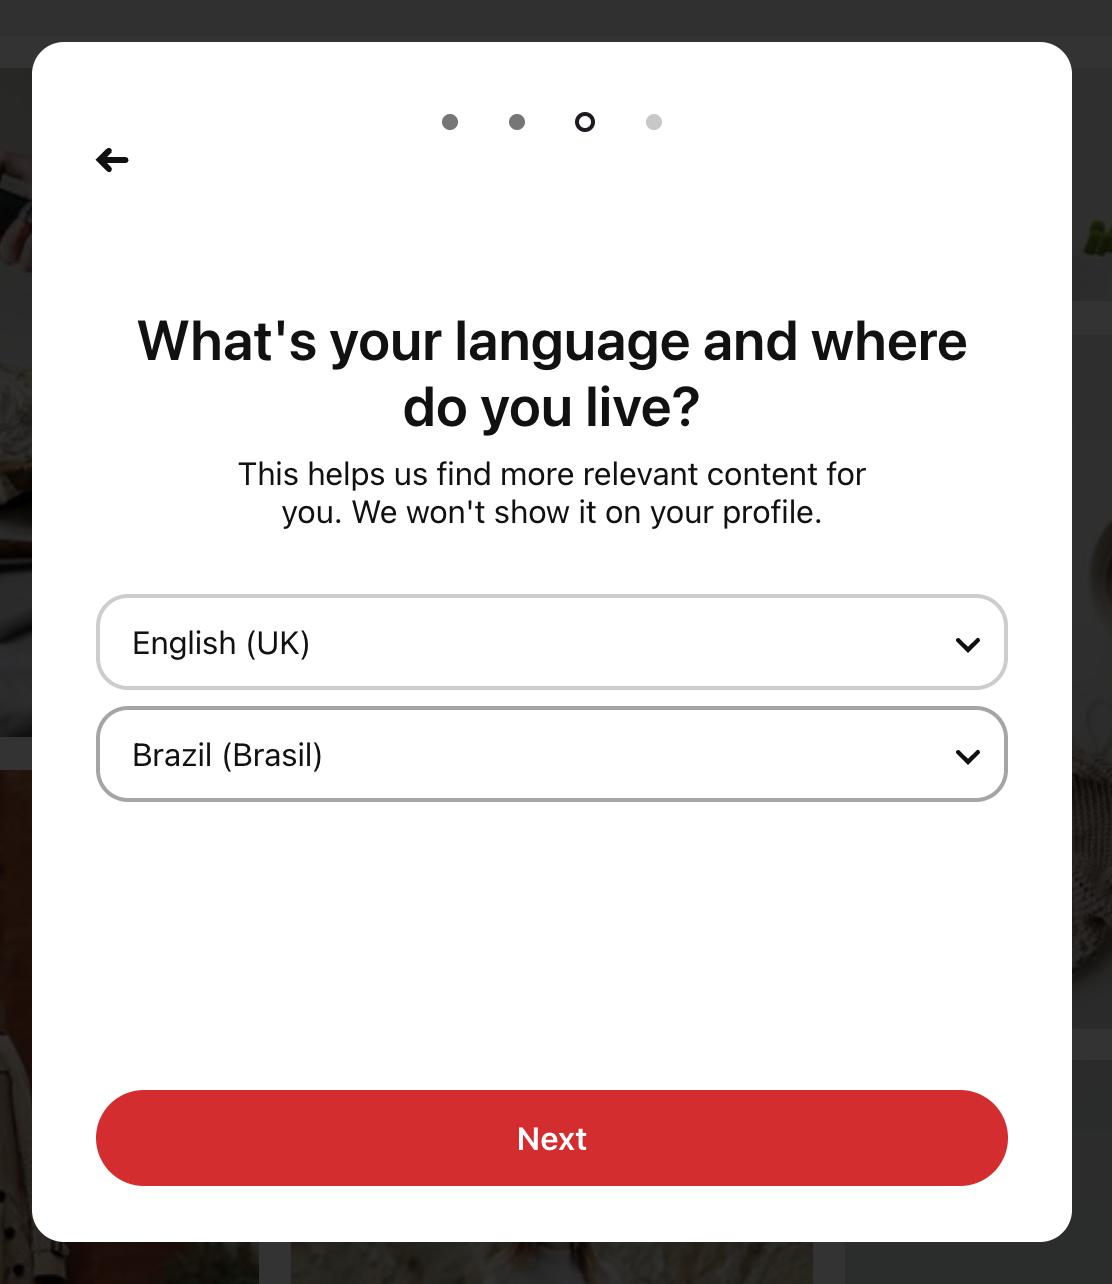 What's your language and where
do you live?
This helps us find more relevant content for
you. We won't show it on your profile.
English (UK)
Brazil (Brasil)
Next